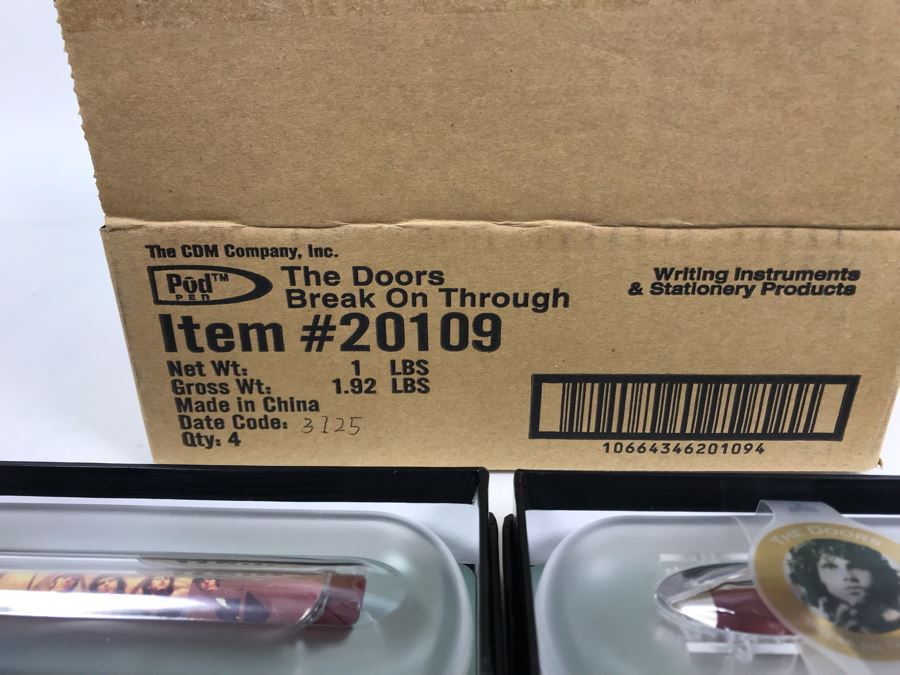 The CDM Company, Inc.
Pod™
PEN
The Doors
Break On Through
Writing Instruments
& Stationery Products
Item #20109
Net Wt: 1 LBS
Gross Wt: 1.92 LBS
Made in China
Date Code: 3125
Qty: 4
10664346201094
THE DOORS